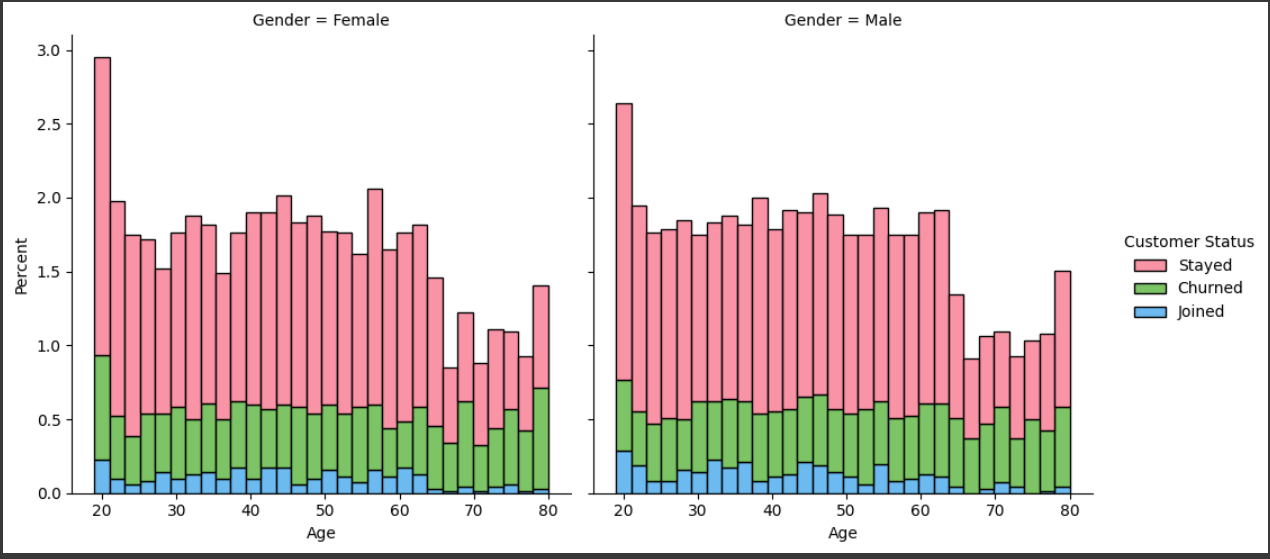 Gender = Female
Gender = Male
3.0
2.5
2.0
1.5
1.0
0.5
0.0
Percent
20 30 40 50 60 70 80
Age
20 30 40 50 60 70 80
Age
Customer Status
Stayed
Churned
Joined